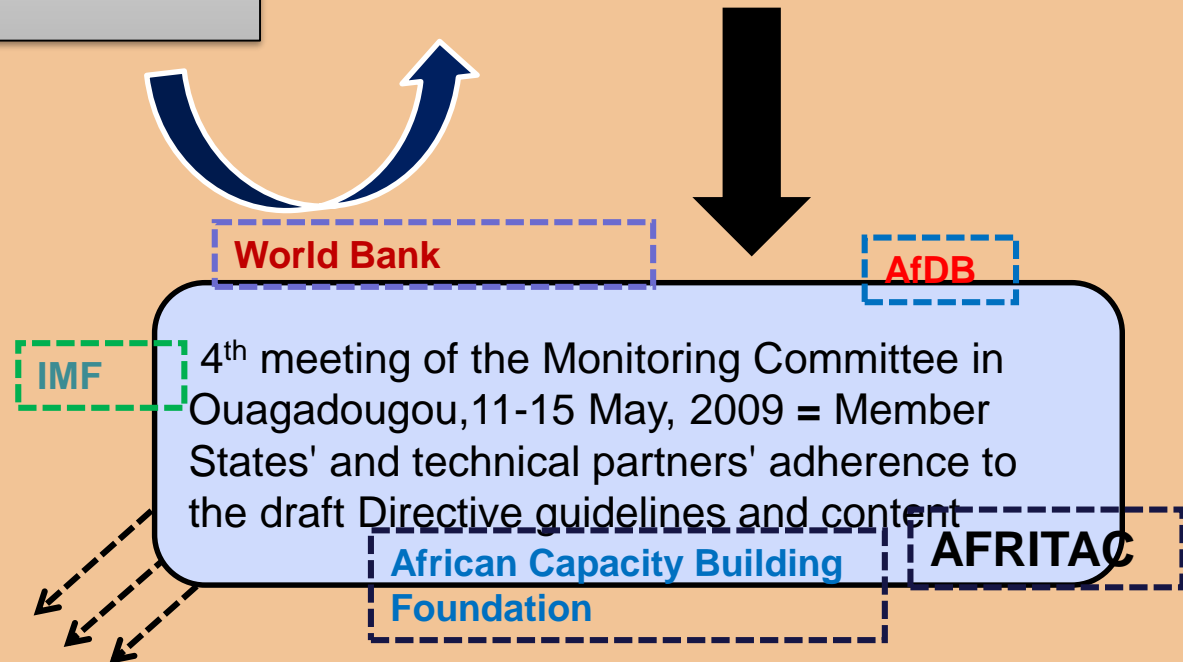 World Bank
AfDB
IMF
4th meeting of the Monitoring Committee in
Ouagadougou,11-15 May, 2009 = Member
States' and technical partners' adherence to
the draft Directive guidelines and content
AFRITAC
African Capacity Building
Foundation